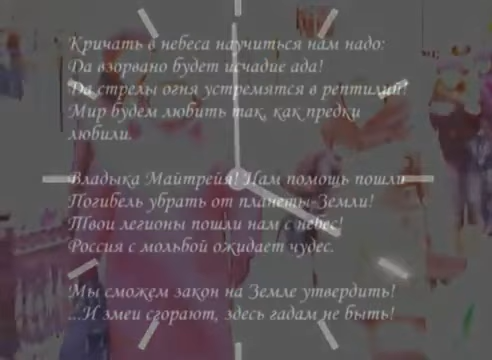 Кричать в небеса научиться нам надо:
Да взорвано будет исчадие ада!
Да стрелы огня устремятся в рептилий!
Мир будем любить так, как предки
любили.
Владыка Майтрейя! Нам помощь пошли
Погибель убрать от планеты-Земли!
Твои легионы пошли нам с небес!
Россия с мольбой ожидает чудес.
Мы сможем закон на Земле утвердить!
...И змеи сгорают, здесь гадам не быть!